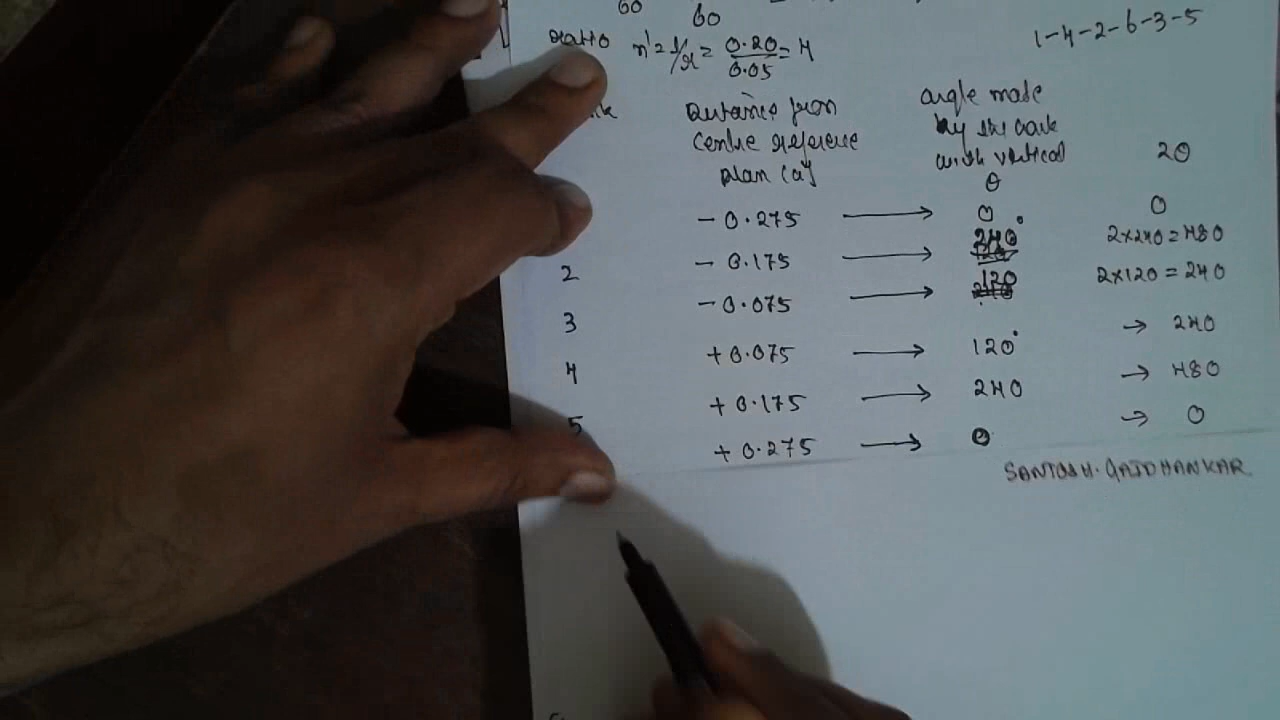 60 60
1-4-2-6-3-5
Ratio n' = l/r = 0.20/0.05 = 4
Distance from
centre reference
plan (a)
angle made
by the crank
with vertical
θ
2θ
- 0.275 → 0 0
2 - 0.175 → 240° 2×240=480
3 - 0.075 → 120 2×120=240
4 + 0.075 → 120° → 240
5 + 0.175 → 240 → 480
+ 0.275 → 0 → 0
SANTOSH. GAIDHANKAR